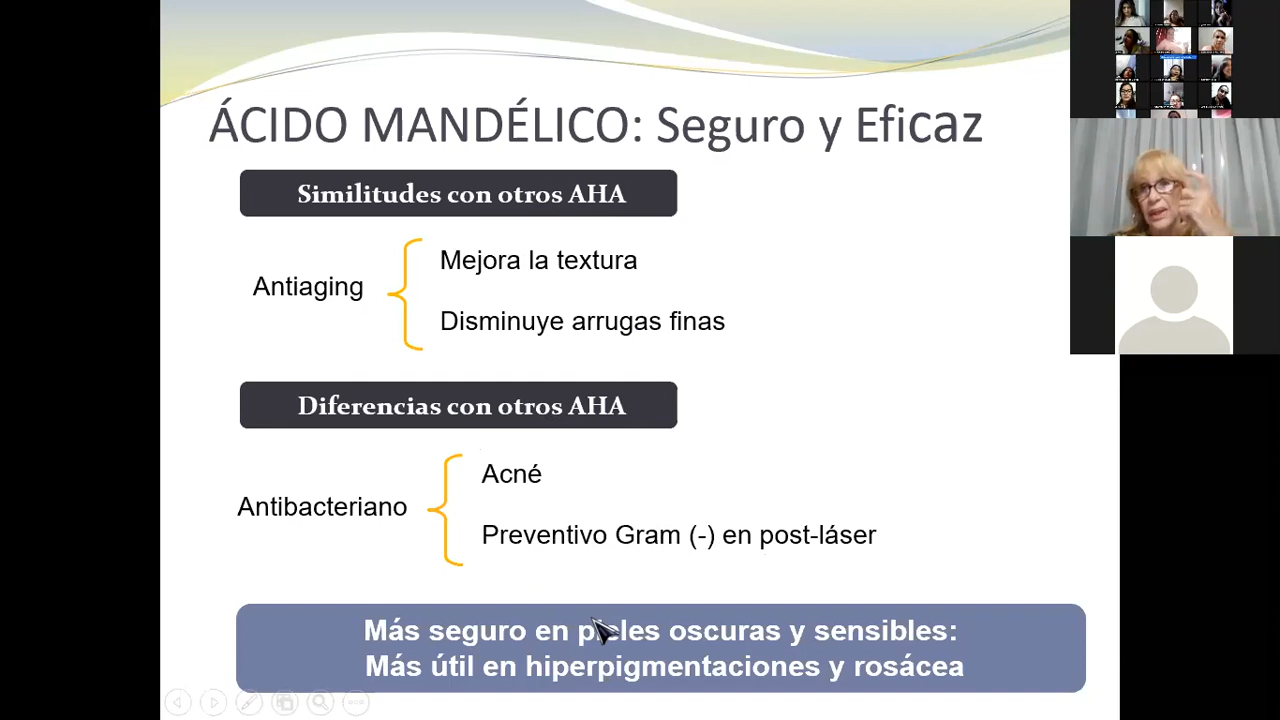 ÁCIDO MANDÉLICO: Seguro y Eficaz
Similitudes con otros AHA
Antiaging
Mejora la textura
Disminuye arrugas finas
Diferencias con otros AHA
Antibacteriano
Acné
Preventivo Gram (-) en post-láser
Más seguro en pieles oscuras y sensibles:
Más útil en hiperpigmentaciones y rosácea